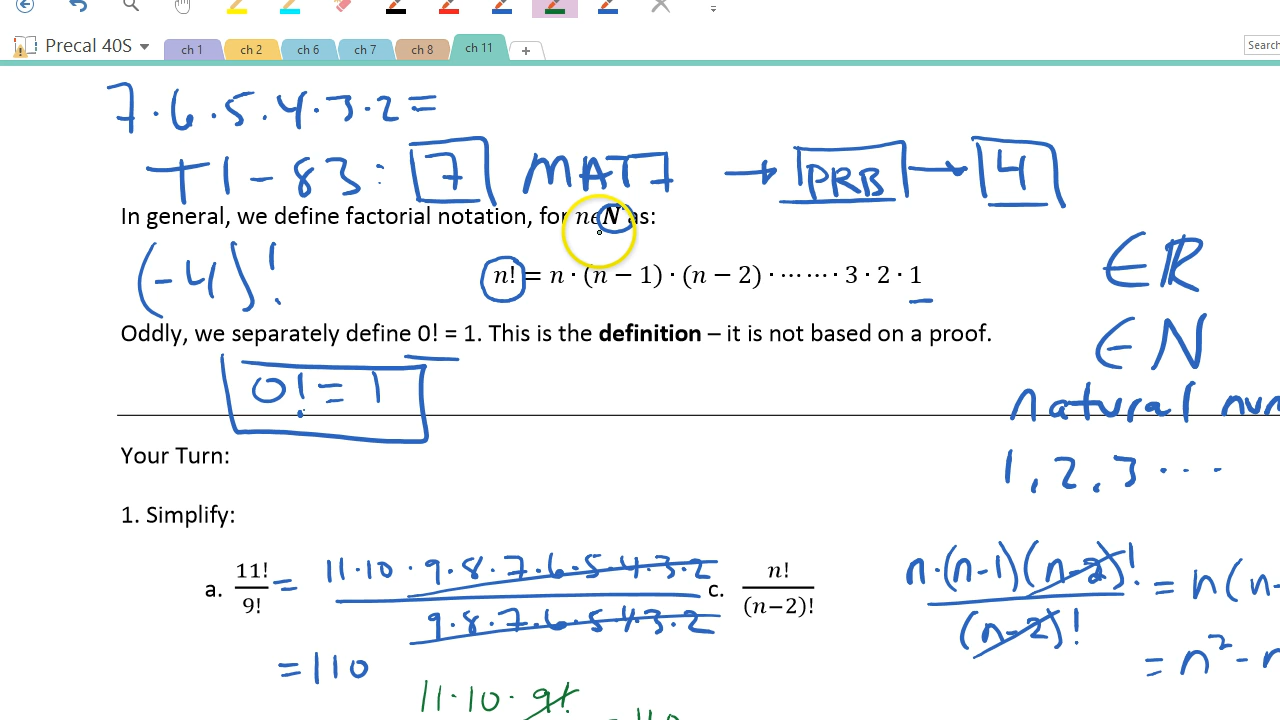 Precal 40S ch 1 ch 2 ch 6 ch 7 ch 8 ch 11 +
Search
7·6·5·4·3·2=
TI-83: 7 MATH → PRB → 4
In general, we define factorial notation, for nϵN as:
(-4)!
n! = n · (n − 1) · (n − 2) · ⋯⋯ · 3 · 2 · 1
∈ℝ
Oddly, we separately define 0! = 1. This is the definition – it is not based on a proof.
∈N
0! = 1
natural num
1, 2, 3 ...
Your Turn:
1. Simplify:
a. 11!/9! = 11·10·9·8·7·6·5·4·3·2 / 9·8·7·6·5·4·3·2
= 110
11·10·9!
c. n!/(n−2)!
n·(n-1)(n-2)! / (n-2)! = n(n-
= n² - n